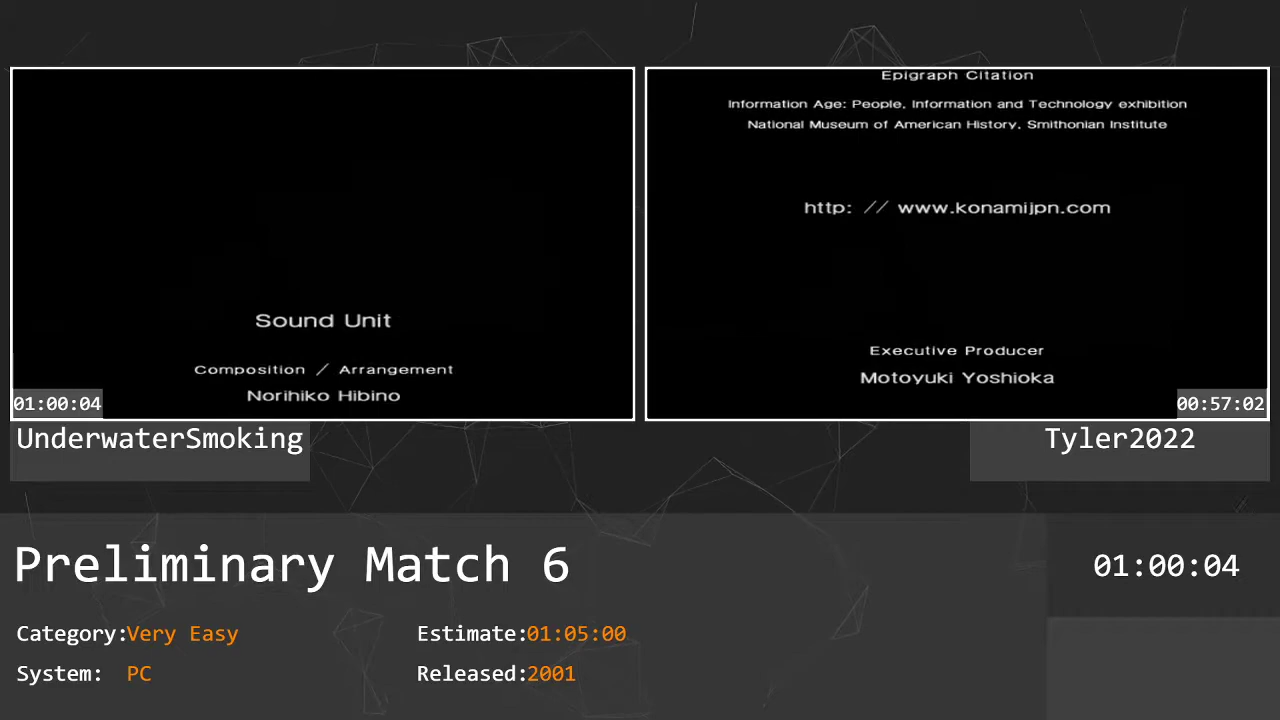 Sound Unit
Composition / Arrangement
Norihiko Hibino
01:00:04
UnderwaterSmoking
Epigraph Citation
Information Age: People, Information and Technology exhibition
National Museum of American History, Smithonian Institute
http: // www.konamijpn.com
Executive Producer
Motoyuki Yoshioka
00:57:02
Tyler2022
Preliminary Match 6
01:00:04
Category:Very Easy
Estimate:01:05:00
System: PC
Released:2001